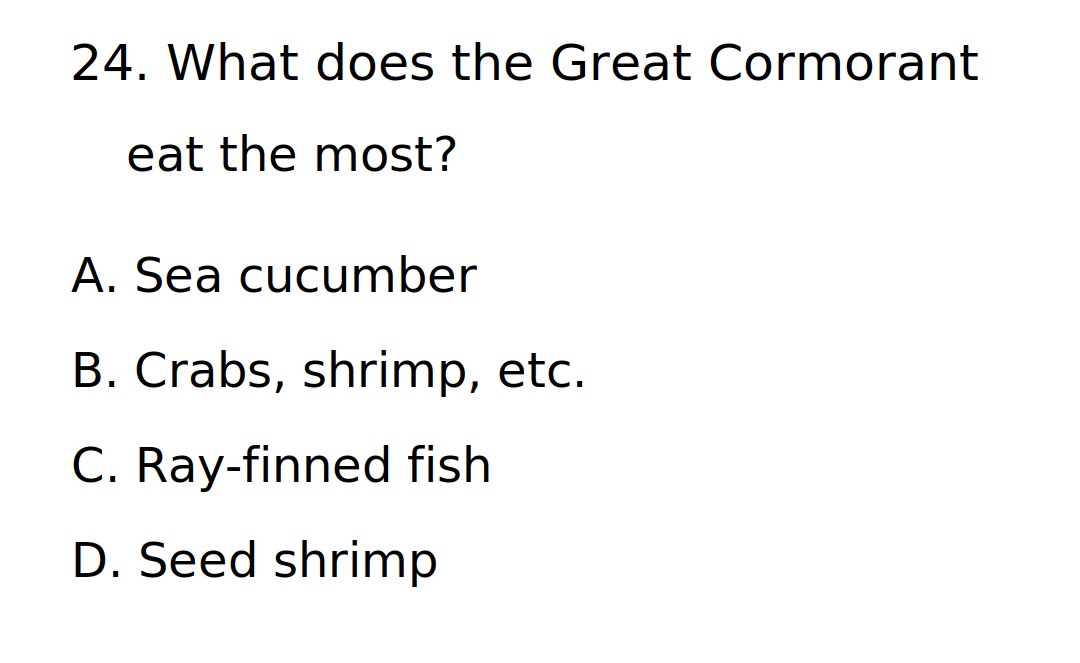 24. What does the Great Cormorant
eat the most?
A. Sea cucumber
B. Crabs, shrimp, etc.
C. Ray-finned fish
D. Seed shrimp